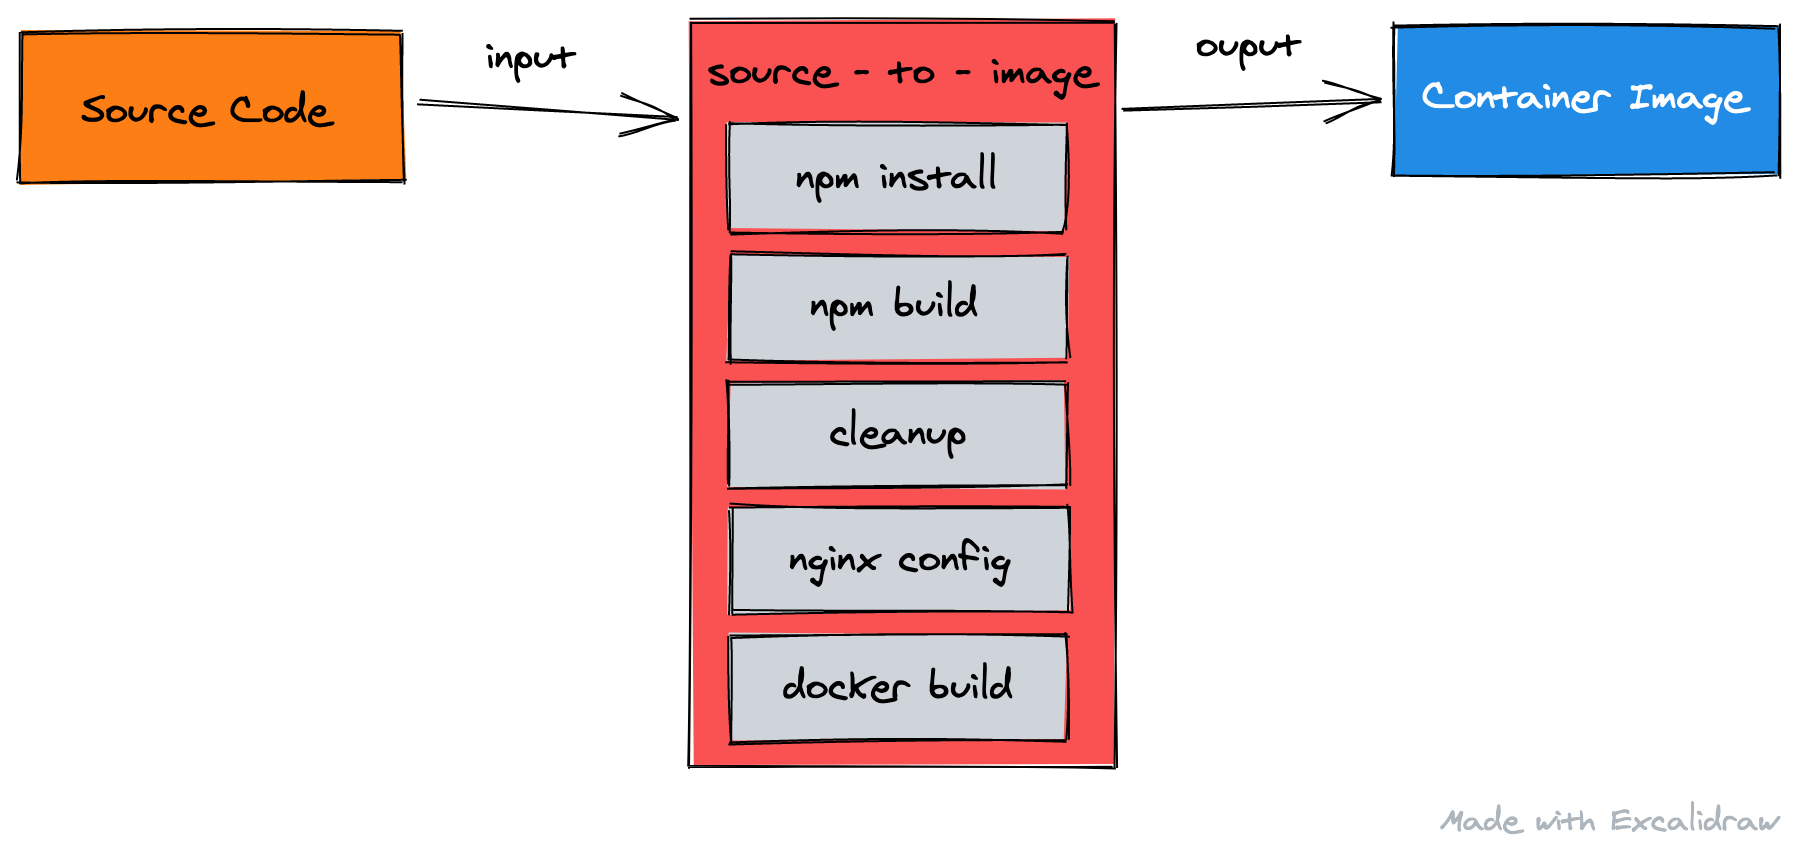 Source Code
input
source - to - image
npm install
npm build
cleanup
nginx config
docker build
ouput
Container Image
Made with Excalidraw